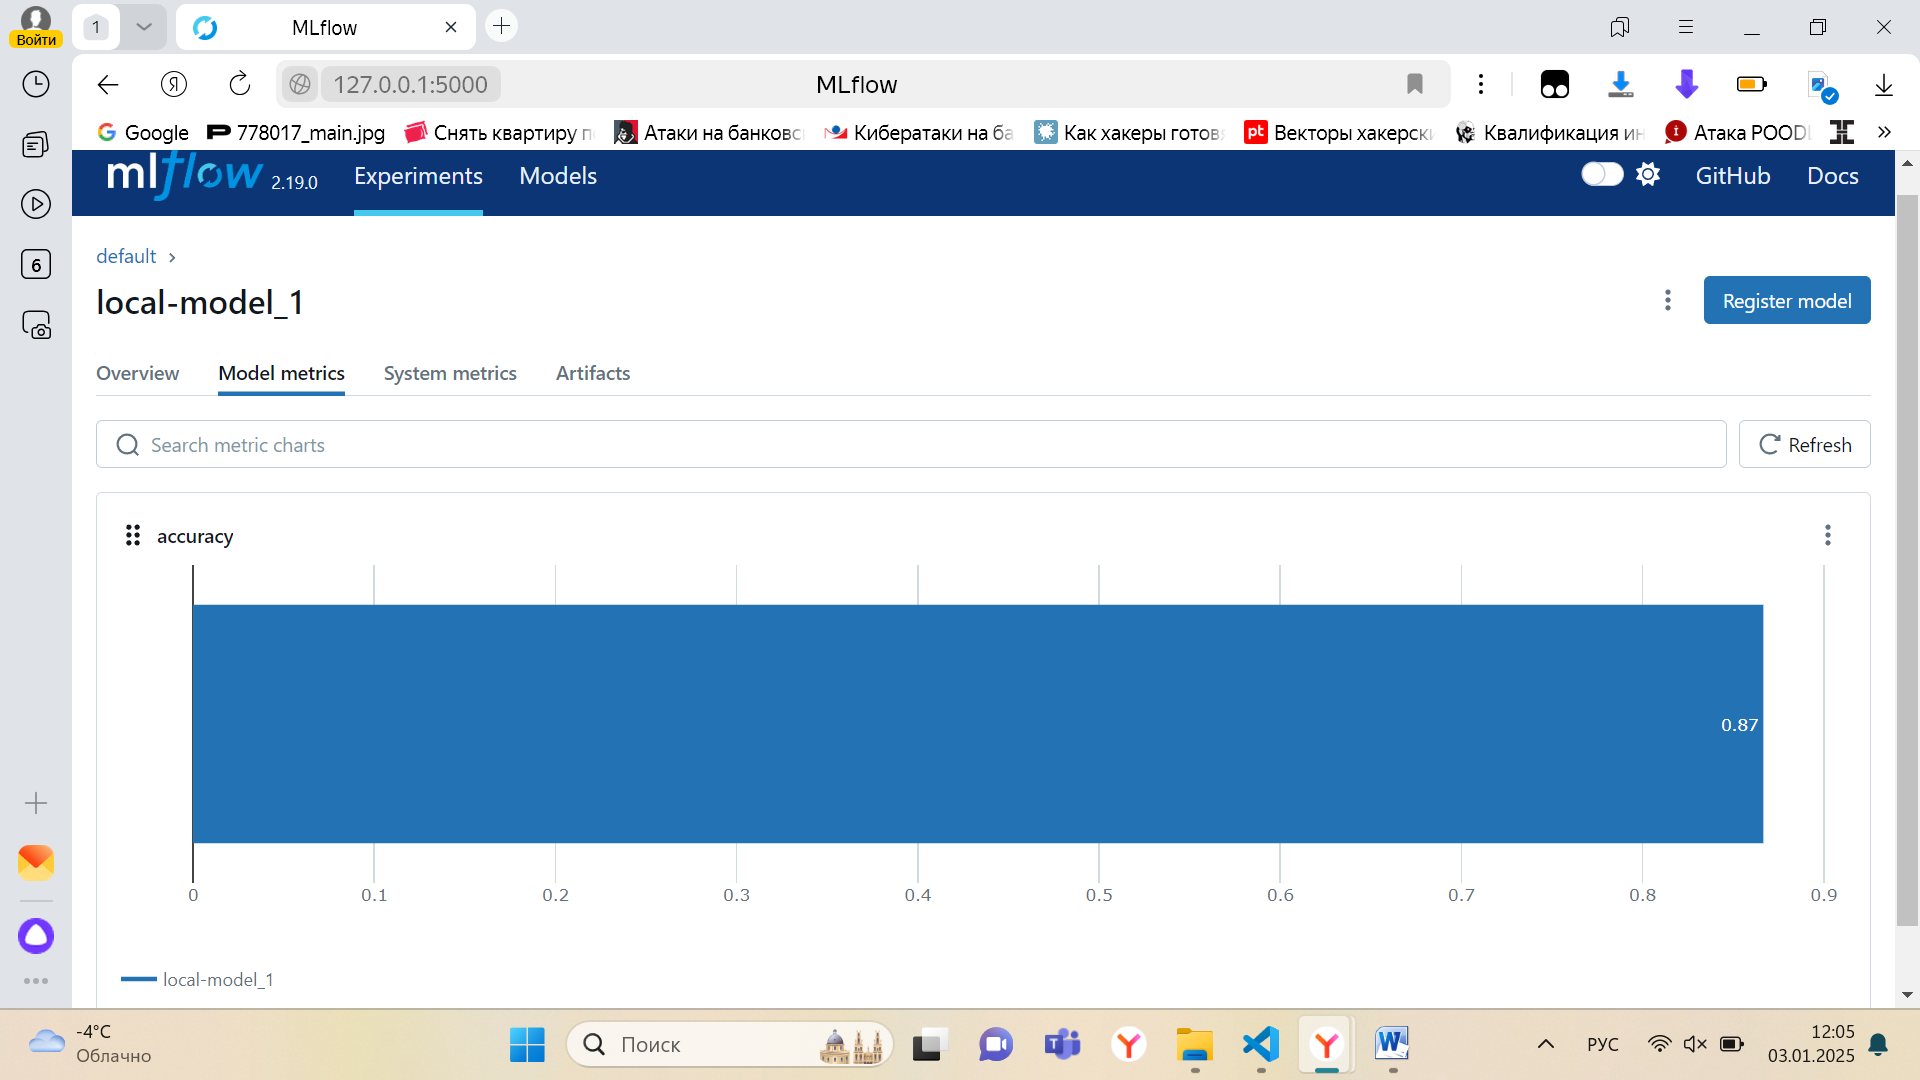 Войти
1
MLflow
127.0.0.1:5000
MLflow
Google
778017_main.jpg
Снять квартиру п
Атаки на банковс
Кибератаки на ба
Как хакеры готовя
pt
Векторы хакерски
Квалификация ин
Атака POODL
»
6
mlflow 2.19.0
Experiments
Models
GitHub
Docs
default
local-model_1
Register model
Overview
Model metrics
System metrics
Artifacts
Search metric charts
Refresh
accuracy
0.87
0 0.1 0.2 0.3 0.4 0.5 0.6 0.7 0.8 0.9
local-model_1
-4°C
Облачно
Поиск
РУС
12:05
03.01.2025